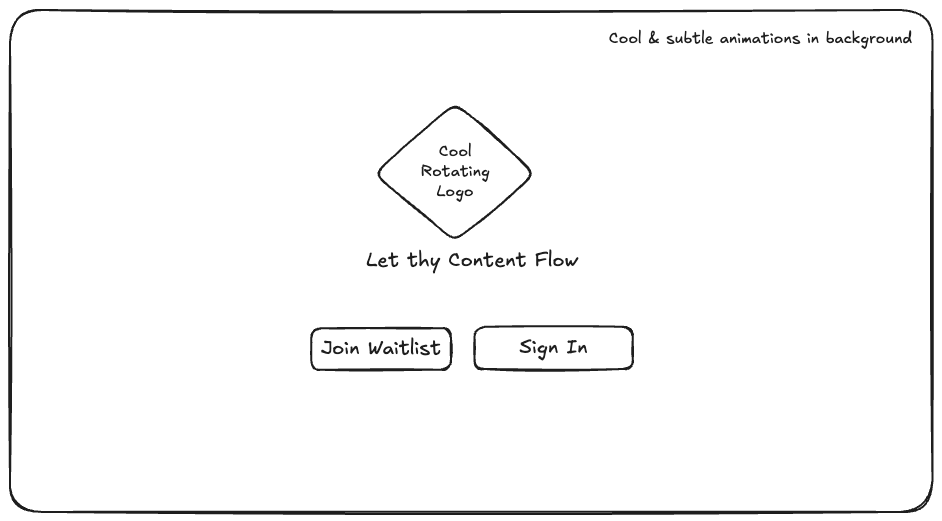 Cool & subtle animations in background
Cool
Rotating
Logo
Let thy Content Flow
Join Waitlist
Sign In